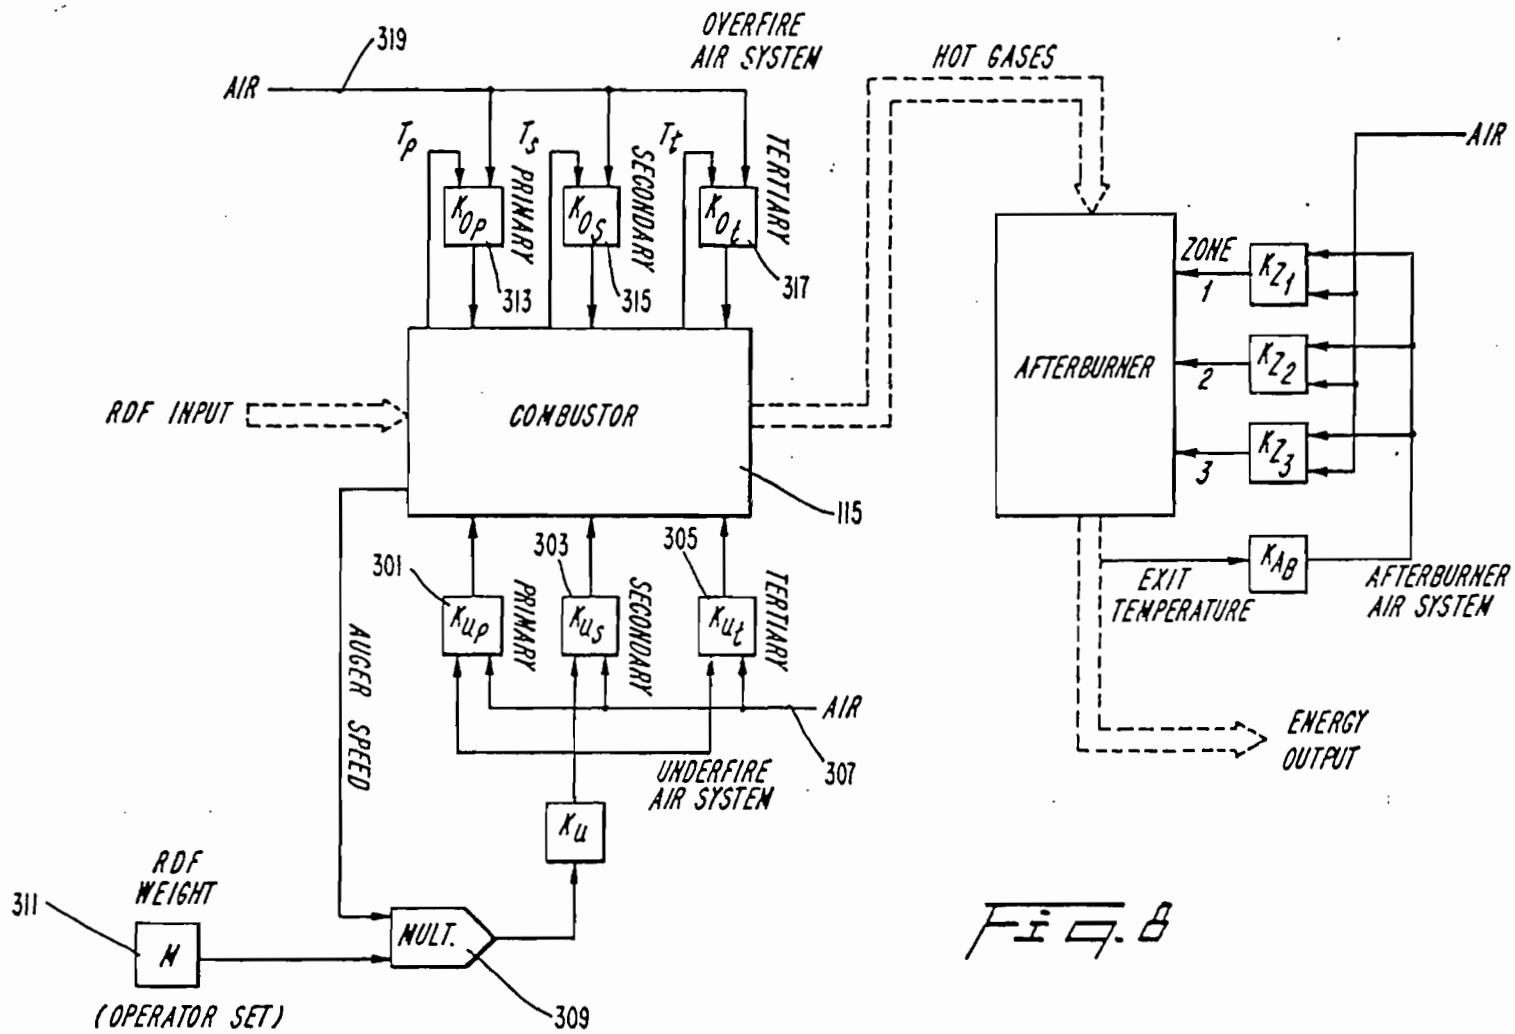 319
OVERFIRE
AIR SYSTEM
AIR
HOT GASES
AIR
Tp
Ts
Tt
PRIMARY
SECONDARY
TERTIARY
KOp
KOs
KOt
313
315
317
ZONE
1
KZ1
2
KZ2
3
KZ3
AFTERBURNER
RDF INPUT
COMBUSTOR
115
301
303
305
KUp
KUs
KUt
PRIMARY
SECONDARY
TERTIARY
KAB
EXIT
TEMPERATURE
AFTERBURNER
AIR SYSTEM
AUGER SPEED
AIR
307
UNDERFIRE
AIR SYSTEM
ENERGY
OUTPUT
KU
RDF
WEIGHT
311
M
(OPERATOR SET)
MULT.
309
Fig. 8